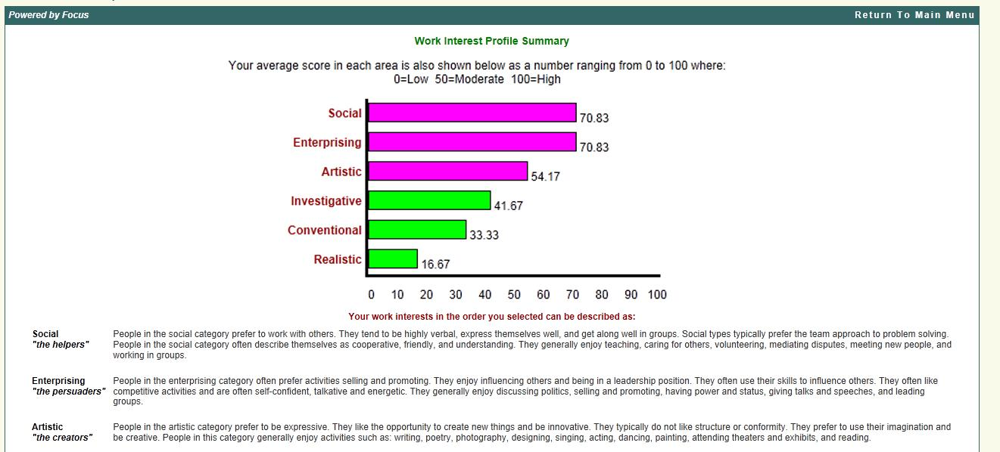 Powered by Focus
Return To Main Menu
Work Interest Profile Summary
Your average score in each area is also shown below as a number ranging from 0 to 100 where:
0=Low 50=Moderate 100=High
Social 70.83
Enterprising 70.83
Artistic 54.17
Investigative 41.67
Conventional 33.33
Realistic 16.67
0 10 20 30 40 50 60 70 80 90 100
Your work interests in the order you selected can be described as:
Social
"the helpers"
People in the social category prefer to work with others. They tend to be highly verbal, express themselves well, and get along well in groups. Social types typically prefer the team approach to problem solving.
People in the social category often describe themselves as cooperative, friendly, and understanding. They generally enjoy teaching, caring for others, volunteering, mediating disputes, meeting new people, and
working in groups.
Enterprising
"the persuaders"
People in the enterprising category often prefer activities selling and promoting. They enjoy influencing others and being in a leadership position. They often use their skills to influence others. They often like
competitive activities and are often self-confident, talkative and energetic. They generally enjoy discussing politics, selling and promoting, having power and status, giving talks and speeches, and leading
groups.
Artistic
"the creators"
People in the artistic category prefer to be expressive. They like the opportunity to create new things and be innovative. They typically do not like structure or conformity. They prefer to use their imagination and
be creative. People in this category generally enjoy activities such as: writing, poetry, photography, designing, singing, acting, dancing, painting, attending theaters and exhibits, and reading.